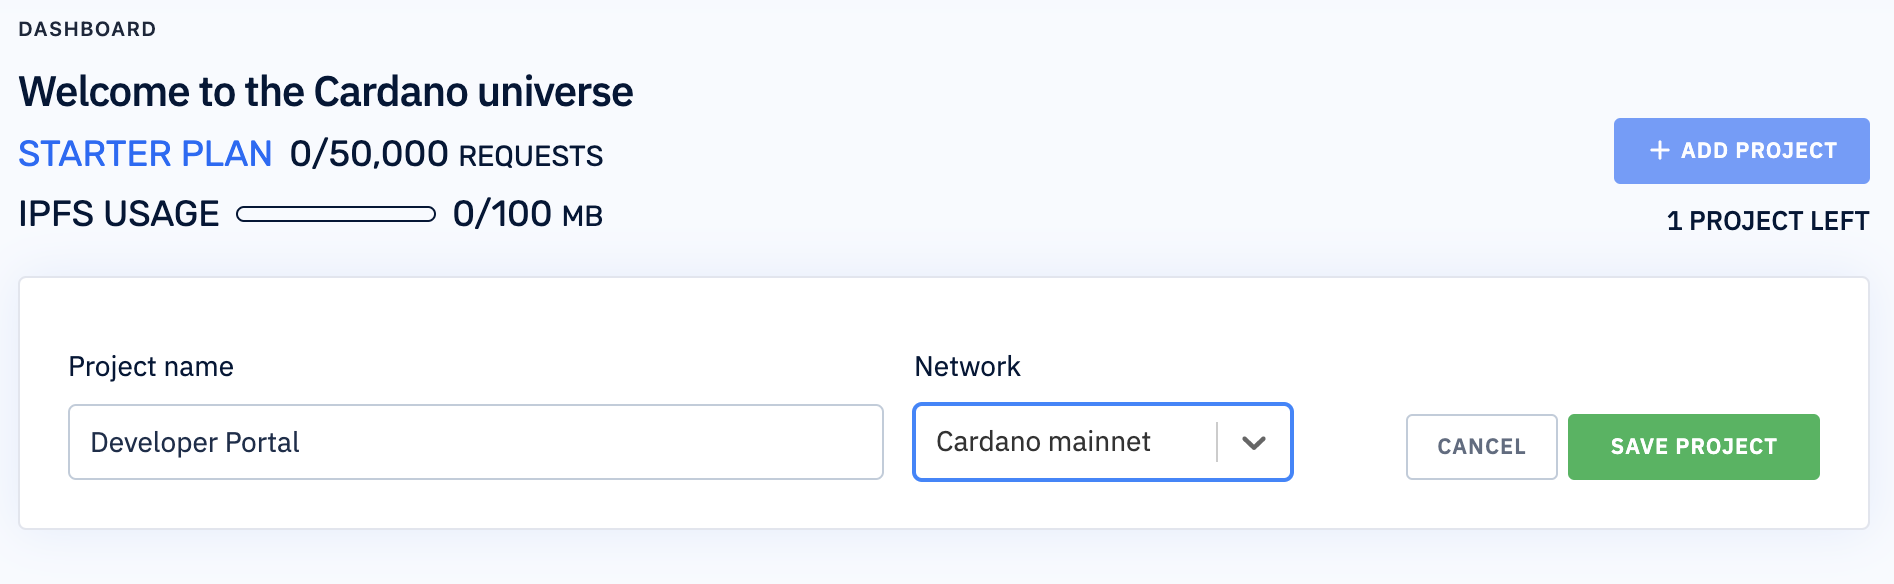 DASHBOARD
Welcome to the Cardano universe
STARTER PLAN 0/50,000 REQUESTS
+ ADD PROJECT
IPFS USAGE 0/100 MB
1 PROJECT LEFT
Project name
Network
Developer Portal
Cardano mainnet
CANCEL
SAVE PROJECT